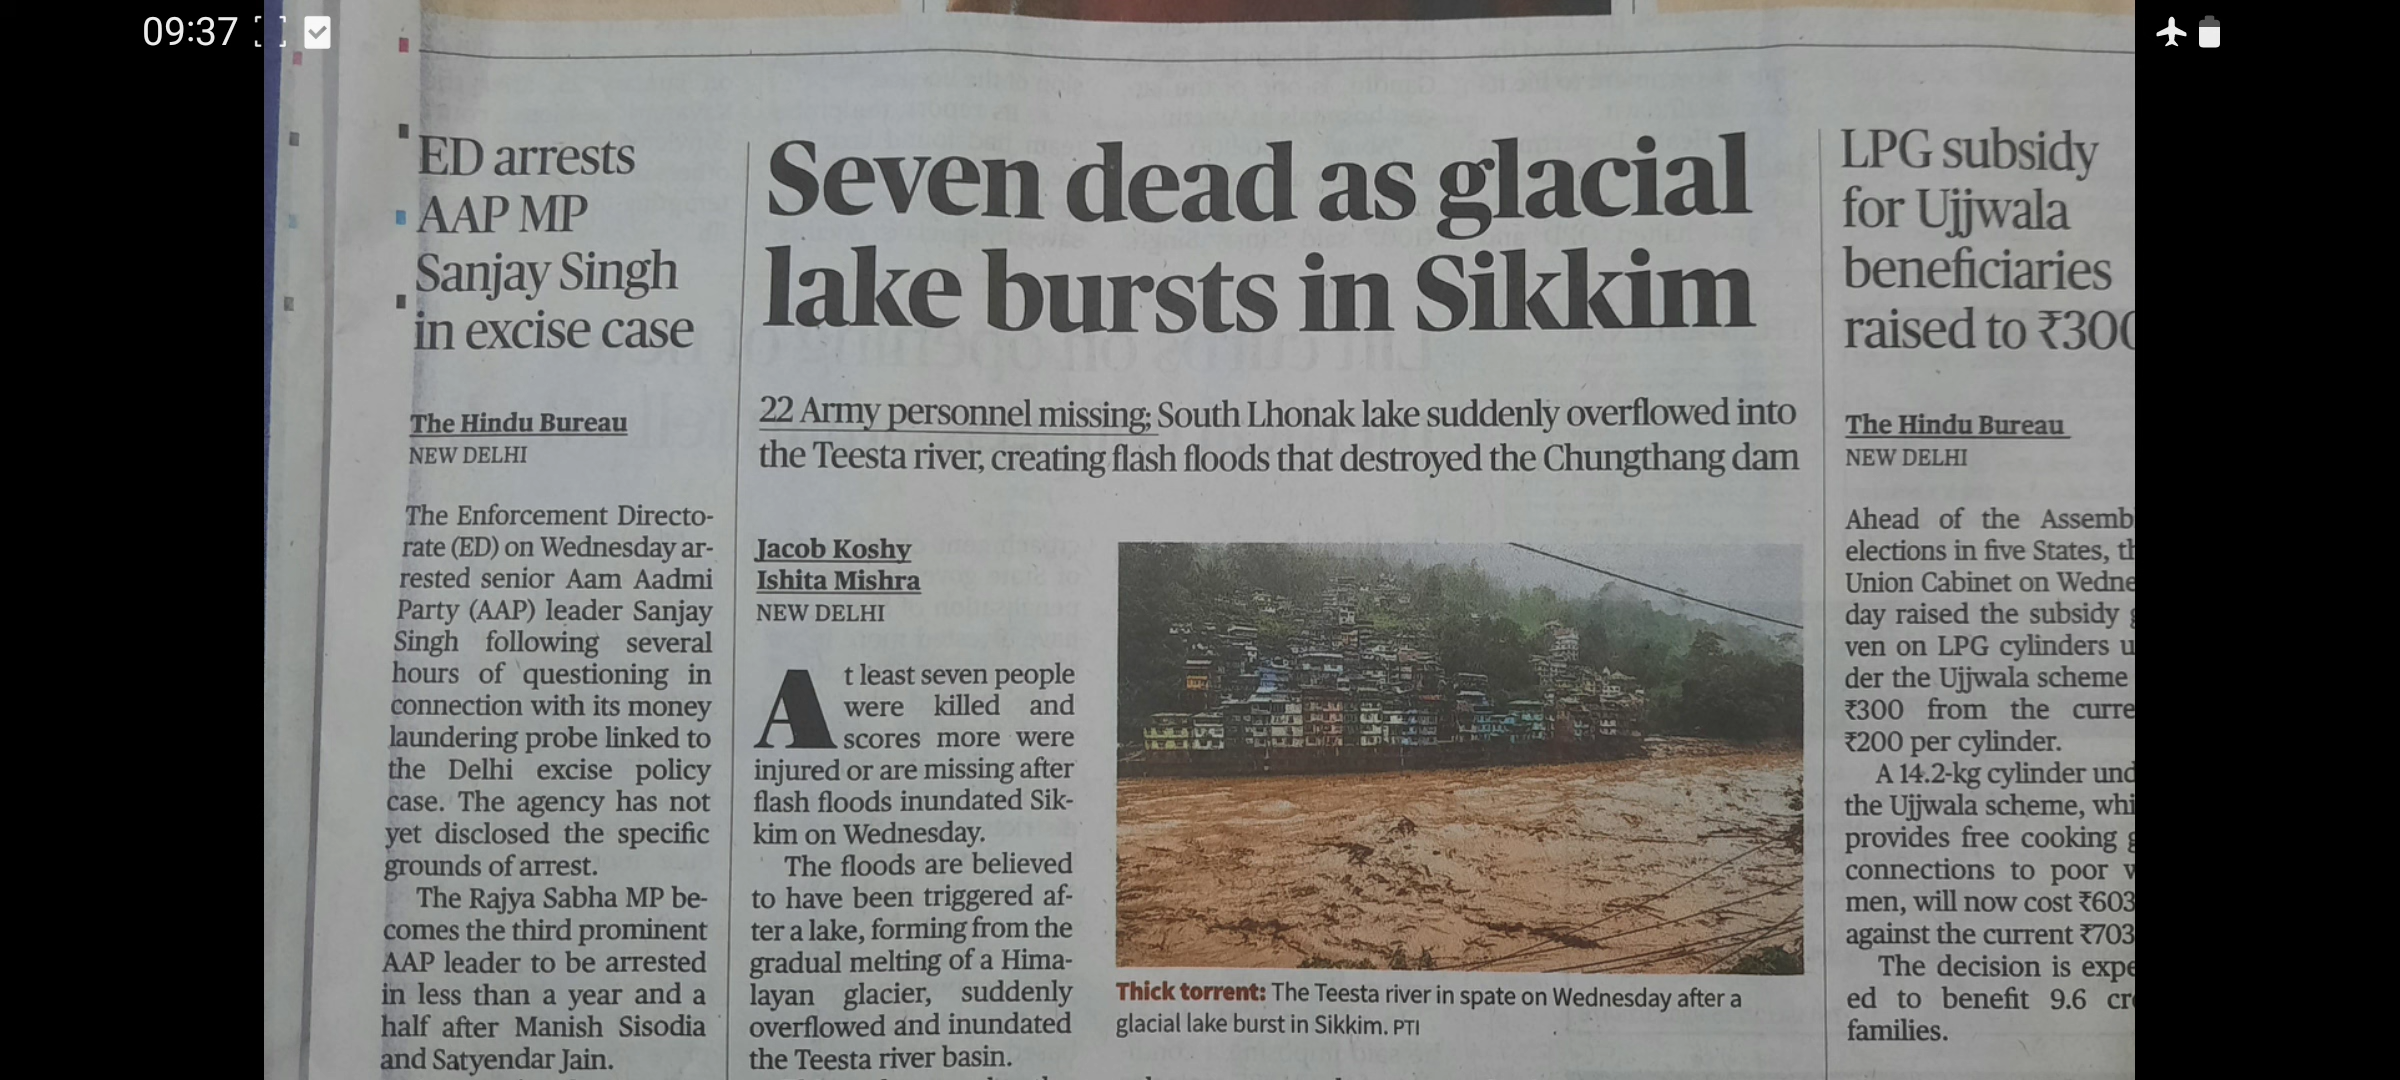 09:37
ED arrests
AAP MP
Sanjay Singh
in excise case
The Hindu Bureau
NEW DELHI
The Enforcement Directo-
rate (ED) on Wednesday ar-
rested senior Aam Aadmi
Party (AAP) leader Sanjay
Singh following several
hours of questioning in
connection with its money
laundering probe linked to
the Delhi excise policy
case. The agency has not
yet disclosed the specific
grounds of arrest.
The Rajya Sabha MP be-
comes the third prominent
AAP leader to be arrested
in less than a year and a
half after Manish Sisodia
and Satyendar Jain.
Seven dead as glacial
lake bursts in Sikkim
22 Army personnel missing; South Lhonak lake suddenly overflowed into
the Teesta river, creating flash floods that destroyed the Chungthang dam
Jacob Koshy
Ishita Mishra
NEW DELHI
At least seven people
were killed and
scores more were
injured or are missing after
flash floods inundated Sik-
kim on Wednesday.
The floods are believed
to have been triggered af-
ter a lake, forming from the
gradual melting of a Hima-
layan glacier, suddenly
overflowed and inundated
the Teesta river basin.
Thick torrent: The Teesta river in spate on Wednesday after a
glacial lake burst in Sikkim. PTI
LPG subsidy
for Ujjwala
beneficiaries
raised to ₹300
The Hindu Bureau
NEW DELHI
Ahead of the Assemb
elections in five States, th
Union Cabinet on Wedne
day raised the subsidy g
ven on LPG cylinders u
der the Ujjwala scheme
₹300 from the curre
₹200 per cylinder.
A 14.2-kg cylinder und
the Ujjwala scheme, whi
provides free cooking g
connections to poor w
men, will now cost ₹603
against the current ₹703
The decision is expe
ed to benefit 9.6 cr
families.